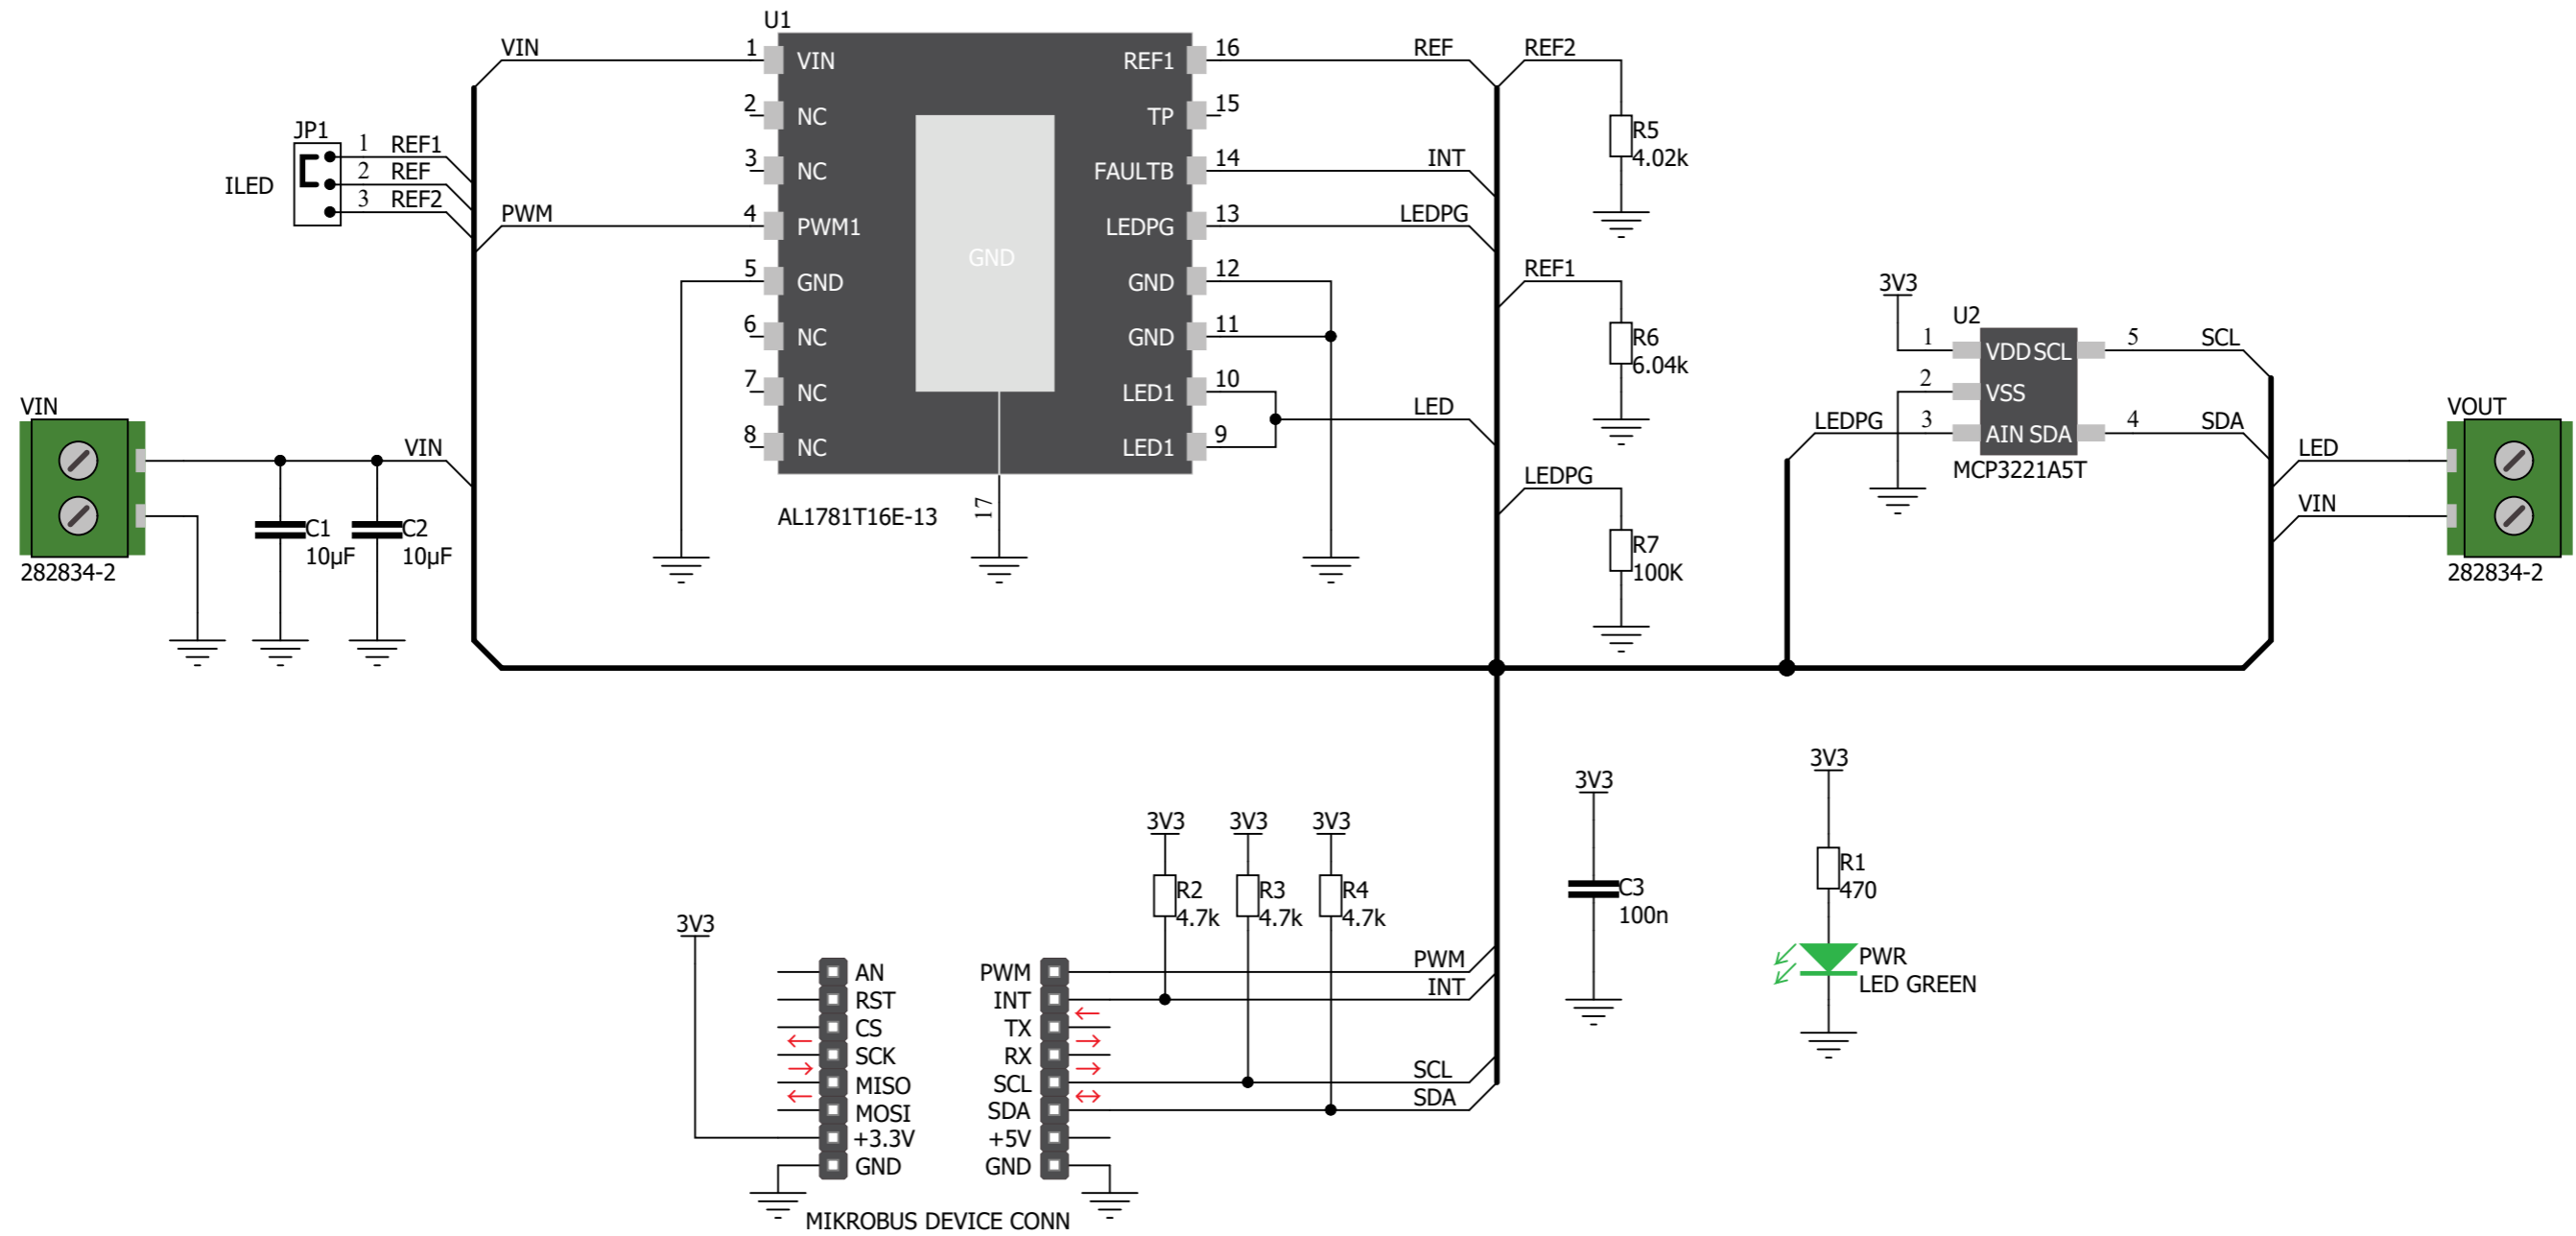 U1
VIN 1 VIN
2 NC
3 NC
PWM 4 PWM1
5 GND
6 NC
7 NC
8 NC
REF1 16 REF
TP 15
FAULTB 14 INT
LEDPG 13 LEDPG
GND 12
GND 11
LED1 10
LED
LED1 9
GND
17
AL1781T16E-13
JP1
ILED
1 REF1
2 REF
3 REF2
VIN
282834-2
VIN
C1
10µF
C2
10µF
REF2
R5
4.02k
REF1
R6
6.04k
LEDPG
R7
100K
3V3
U2
1 VDD SCL 5 SCL
2 VSS
LEDPG 3 AIN SDA 4 SDA
MCP3221A5T
VOUT
LED
VIN
282834-2
3V3
R2
4.7k
3V3
R3
4.7k
3V3
R4
4.7k
3V3
C3
100n
3V3
R1
470
PWR
LED GREEN
3V3
AN
RST
CS
SCK
MISO
MOSI
+3.3V
GND
PWM PWM
INT INT
TX
RX
SCL SCL
SDA SDA
+5V
GND
MIKROBUS DEVICE CONN